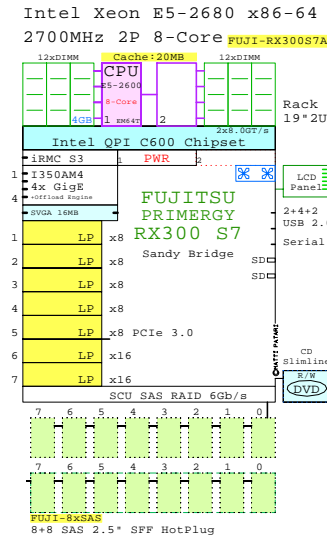 Intel Xeon E5-2680 x86-64
2700MHz 2P 8-Core FUJI-RX300S7A
12xDIMM Cache:20MB 12xDIMM
CPU
E5-2600
8-Core
4GB 1 EM64T 2
2x8.0GT/s
Rack
19"2U
Intel QPI C600 Chipset
iRMC S3 1 PWR 2
1 I350AM4
4x GigE
4 +Offload Engine
SVGA 16MB
LCD
Panel
FUJITSU
PRIMERGY
RX300 S7
Sandy Bridge
2+4+2
USB 2.
Serial
SD
SD
1 LP x8
2 LP x8
3 LP x8
4 LP x8
5 LP x8 PCIe 3.0
6 LP x16
7 LP x16
©MATTI PATARI
CD
Slimline
R/W
DVD
SCU SAS RAID 6Gb/s
7 6 5 4 3 2 1 0
7 6 5 4 3 2 1 0
FUJI-8xSAS
8+8 SAS 2.5" SFF HotPlug